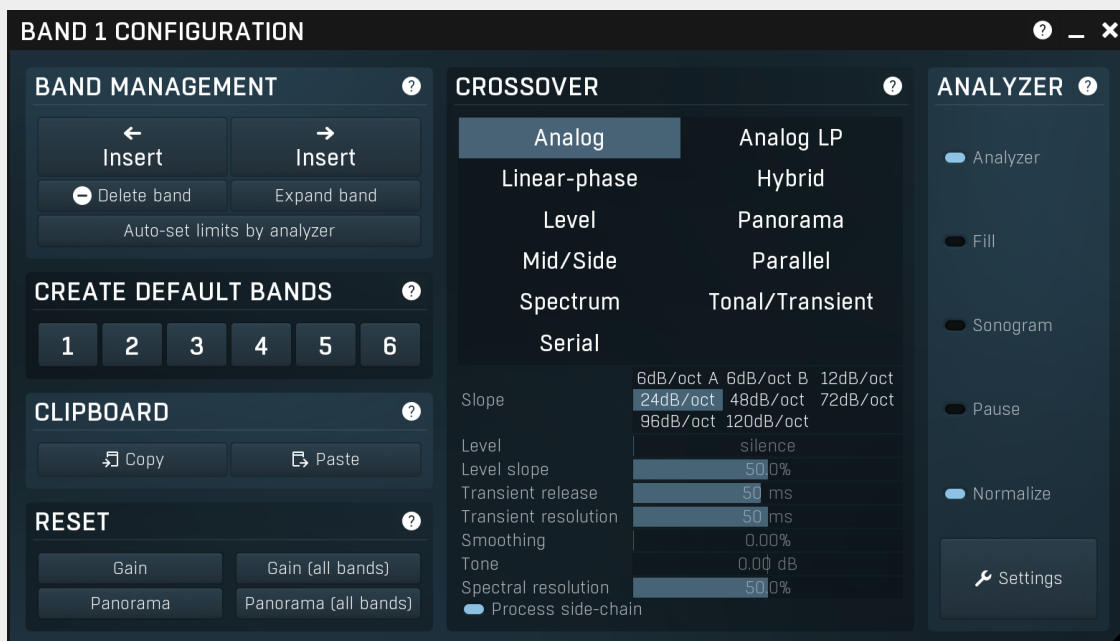 BAND 1 CONFIGURATION
BAND MANAGEMENT ?
Insert Insert
Delete band Expand band
Auto-set limits by analyzer
CREATE DEFAULT BANDS ?
1 2 3 4 5 6
CLIPBOARD ?
Copy Paste
RESET ?
Gain Gain (all bands)
Panorama Panorama (all bands)
CROSSOVER ?
Analog Analog LP
Linear-phase Hybrid
Level Panorama
Mid/Side Parallel
Spectrum Tonal/Transient
Serial
6dB/oct A 6dB/oct B 12dB/oct
Slope 24dB/oct 48dB/oct 72dB/oct
96dB/oct 120dB/oct
Level silence
Level slope 50.0%
Transient release 50 ms
Transient resolution 50 ms
Smoothing 0.00%
Tone 0.00 dB
Spectral resolution 50.0%
Process side-chain
ANALYZER ?
Analyzer
Fill
Sonogram
Pause
Normalize
Settings